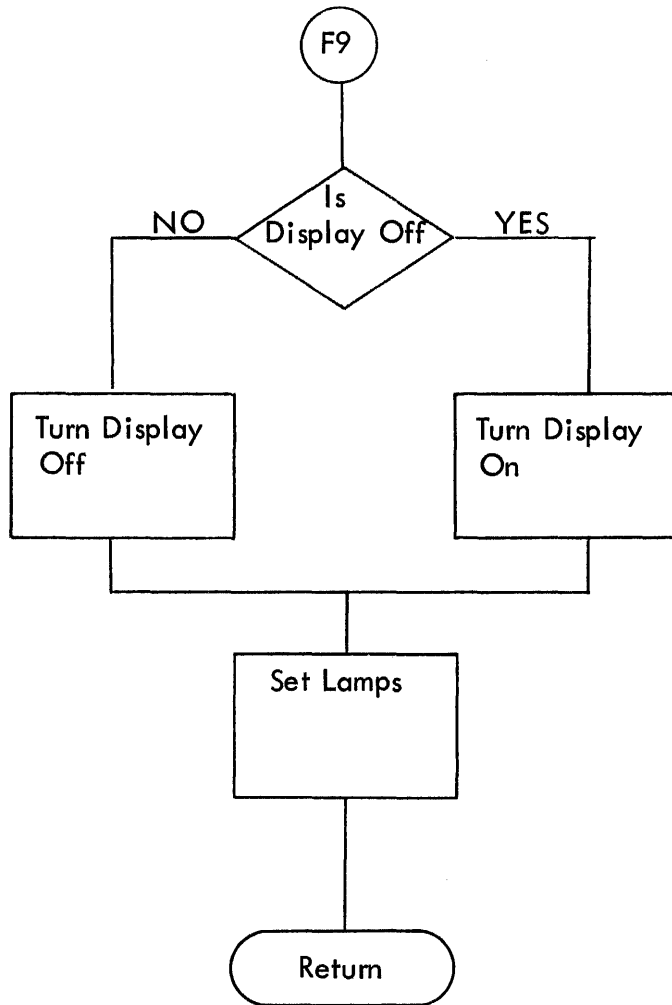 F9
Is
Display Off
NO
YES
Turn Display
Off
Turn Display
On
Set Lamps
Return